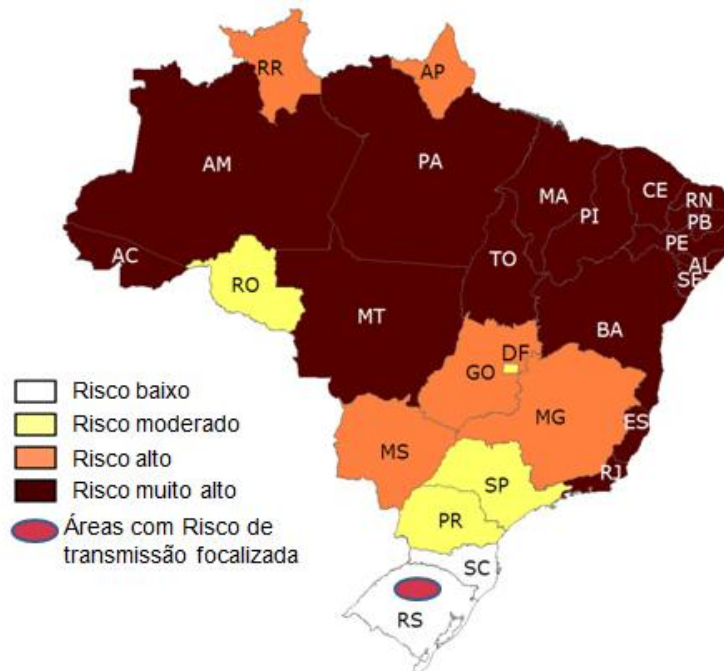 RR
AP
AM
PA
MA
CE
RN
PB
PI
PE
AL
SE
AC
TO
RO
MT
BA
DF
GO
MG
ES
MS
RJ
SP
PR
SC
RS
Risco baixo
Risco moderado
Risco alto
Risco muito alto
Áreas com Risco de
transmissão focalizada